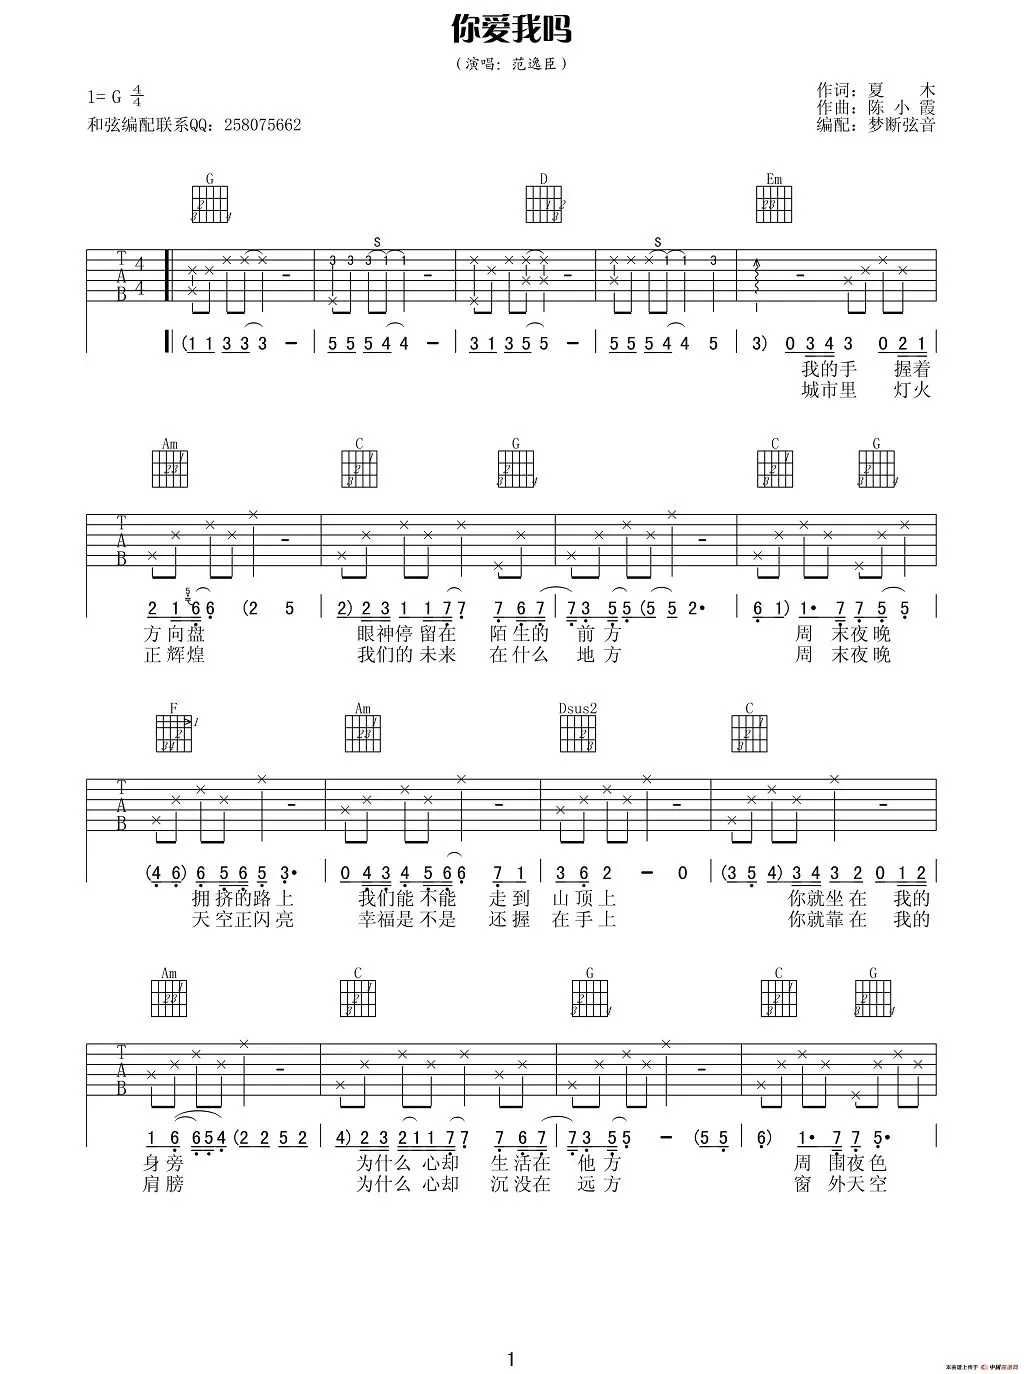 你爱我吗
（演唱：范逸臣）
1= G 4/4
作词：夏 木
作曲：陈 小 霞
和弦编配联系QQ：258075662
编配：梦断弦音
G D Em
S S
T A B 4 4
(1 1 3 3 3 — | 5 5 5 4 4 — | 3 1 3 5 5 — | 5 5 5 4 4 5 | 3) 0 3 4 3 0 2 1
我的手 握着
城市里 灯火
Am C G C G
T A B
2 1 6 6 (2 5 | 2) 2 3 1 1 7 7 7 6 7 | 7 3 5 5 (5 5 2· | 6 1) 1· 7 7 5 5
方向盘 眼神停留在 陌生的 前方 周 末夜晚
正辉煌 我们的未来 在什么 地方 周 末夜晚
F Am Dsus2 C
T A B
(4 6) 6 5 6 5 3· | 0 4 3 4 5 6 6 7 1 | 3 6 2 — 0 | (3 5 4) 3 4 3 2 0 1 2
拥挤的路上 我们能不能 走到 山顶上 你就坐在 我的
天空正闪亮 幸福是不是 还握 在手上 你就靠在 我的
Am C G C G
T A B
1 6 6 5 4 (2 2 5 2 | 4) 2 3 2 1 1 7 7 7 6 7 | 7 3 5 5 — (5 5 | 6) 1· 7 7 5·
身旁 为什么 心却 生活在 他方 周 围夜色
肩膀 为什么 心却 沉没在 远方 窗 外天空
1
本曲谱上传于 中国曲谱网